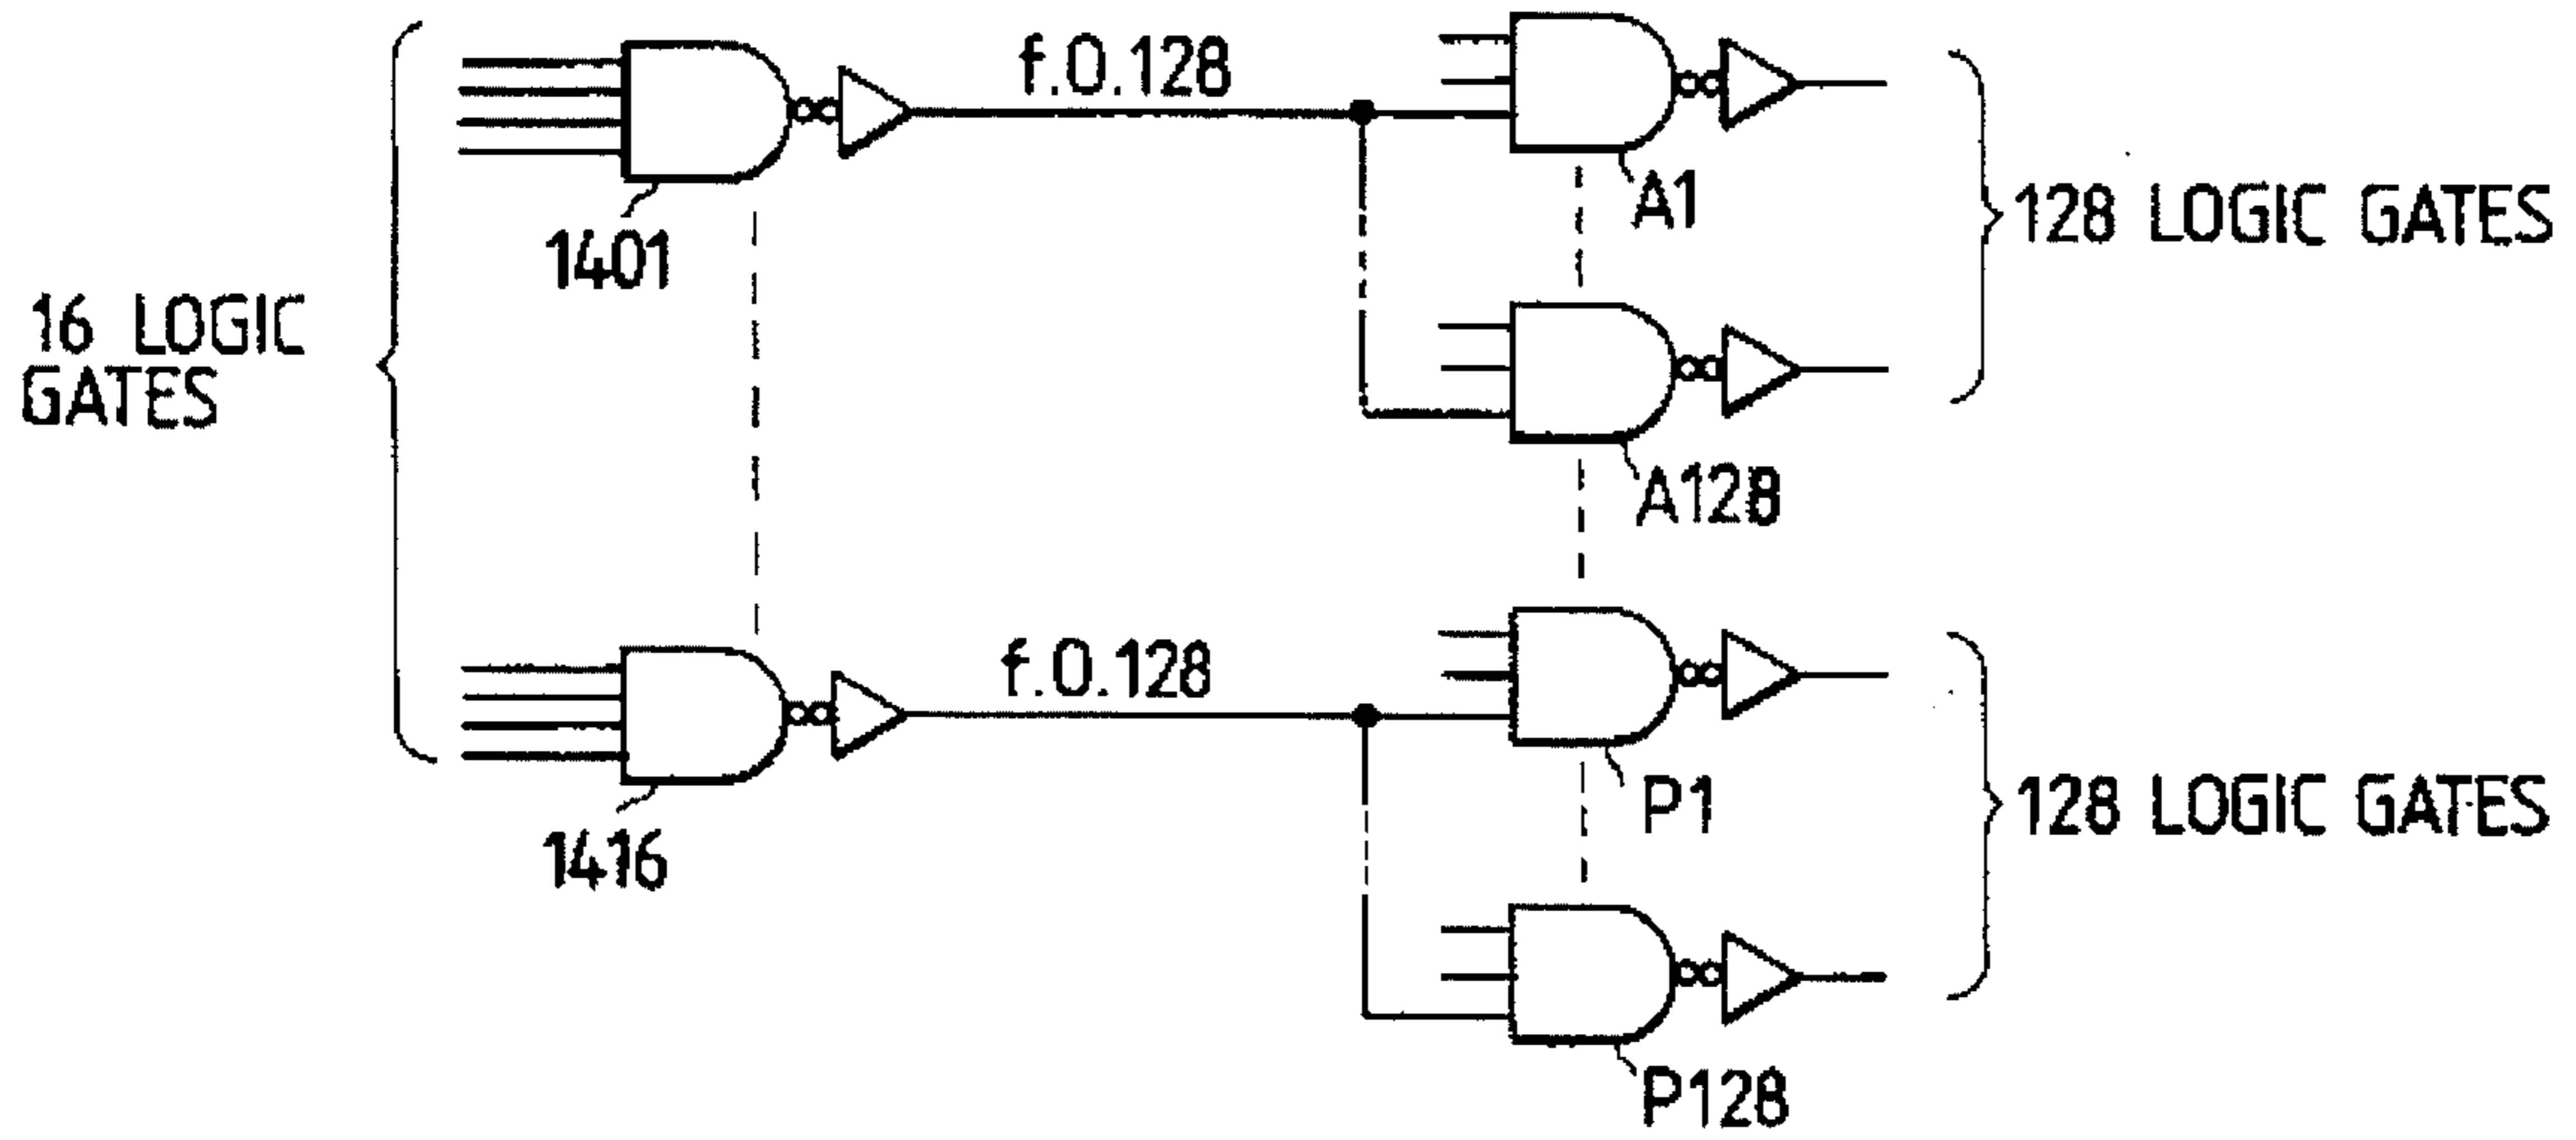 f.O.128
A1
128 LOGIC GATES
1401
16 LOGIC
GATES
A128
f.O.128
P1
128 LOGIC GATES
1416
P128